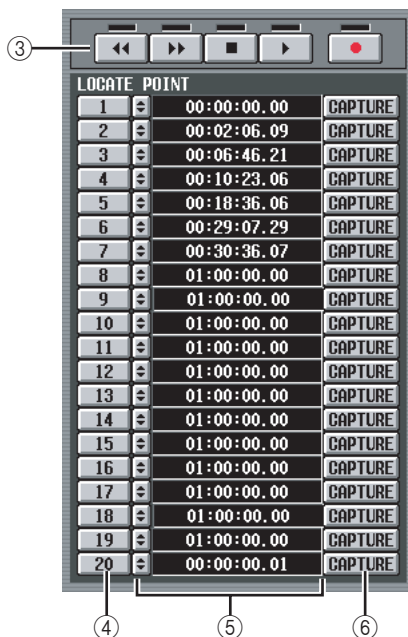 ③
LOCATE POINT
1 00:00:00.00 CAPTURE
2 00:02:06.09 CAPTURE
3 00:06:46.21 CAPTURE
4 00:10:23.06 CAPTURE
5 00:18:36.06 CAPTURE
6 00:29:07.29 CAPTURE
7 00:30:36.07 CAPTURE
8 01:00:00.00 CAPTURE
9 01:00:00.00 CAPTURE
10 01:00:00.00 CAPTURE
11 01:00:00.00 CAPTURE
12 01:00:00.00 CAPTURE
13 01:00:00.00 CAPTURE
14 01:00:00.00 CAPTURE
15 01:00:00.00 CAPTURE
16 01:00:00.00 CAPTURE
17 01:00:00.00 CAPTURE
18 01:00:00.00 CAPTURE
19 01:00:00.00 CAPTURE
20 00:00:00.01 CAPTURE
④ ⑤ ⑥